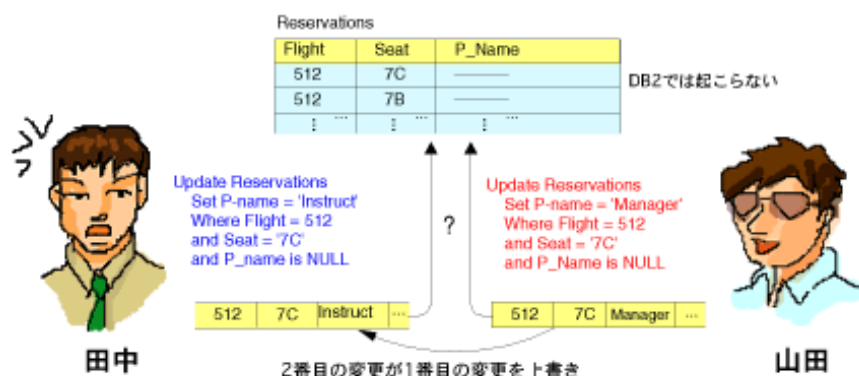 Reservations
Flight Seat P_Name
512 7C
512 7B
DB2では起こらない
Update Reservations
Set P-name = 'Instruct'
Where Flight = 512
and Seat = '7C'
and P_name is NULL
?
Update Reservations
Set P-name = 'Manager'
Where Flight = 512
and Seat = '7C'
and P_Name is NULL
512 7C Instruct ...
512 7C Manager ...
2番目の変更が1番目の変更を上書き
田中
山田